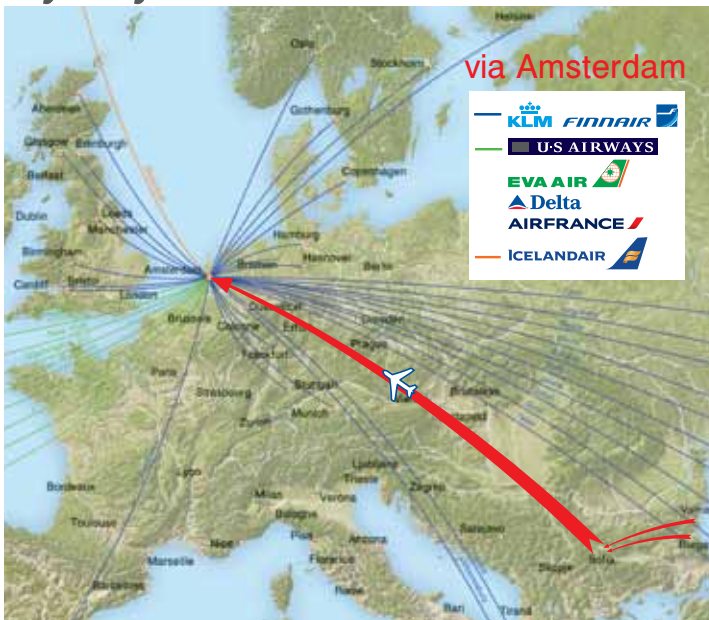 Helsinki
Oslo
Stockholm
via Amsterdam
KLM FINNAIR
U·S AIRWAYS
EVA AIR
Delta
AIRFRANCE
ICELANDAIR
Aberdeen
Gothenburg
Glasgow Edinburgh
Belfast
Copenhagen
Dublin
Leeds
Manchester
Hamburg
Birmingham
Amsterdam
Bremen
Hannover
Berlin
Cardiff
Bristol
London
Brussels
Cologne
Dresden
Prague
Frankfurt
Paris
Strasbourg
Stuttgart
Bratislava
Munich
Zurich
Lyon
Ljubljana
Bordeaux
Milan
Trieste
Verona
Zagreb
Bologna
Toulouse
Nice
Pisa
Ancona
Marseille
Florence
Skopje
Sofia
Barcelona
Rome
Bari
Tirana